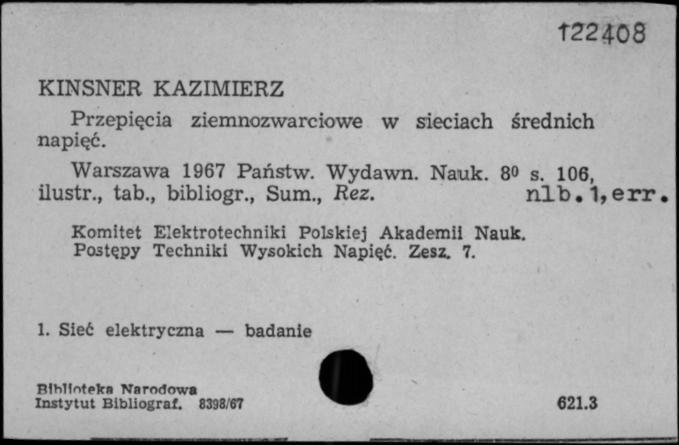 122408
KINSNER KAZIMIERZ
Przepięcia ziemnozwarciowe w sieciach średnich
napięć.
Warszawa 1967 Państw. Wydawn. Nauk. 8⁰ s. 106,
ilustr., tab., bibliogr., Sum., Rez. nlb.1,err.
Komitet Elektrotechniki Polskiej Akademii Nauk.
Postępy Techniki Wysokich Napięć. Zesz. 7.
1. Sieć elektryczna — badanie
Biblioteka Narodowa
Instytut Bibliograf. 8398/67 621.3